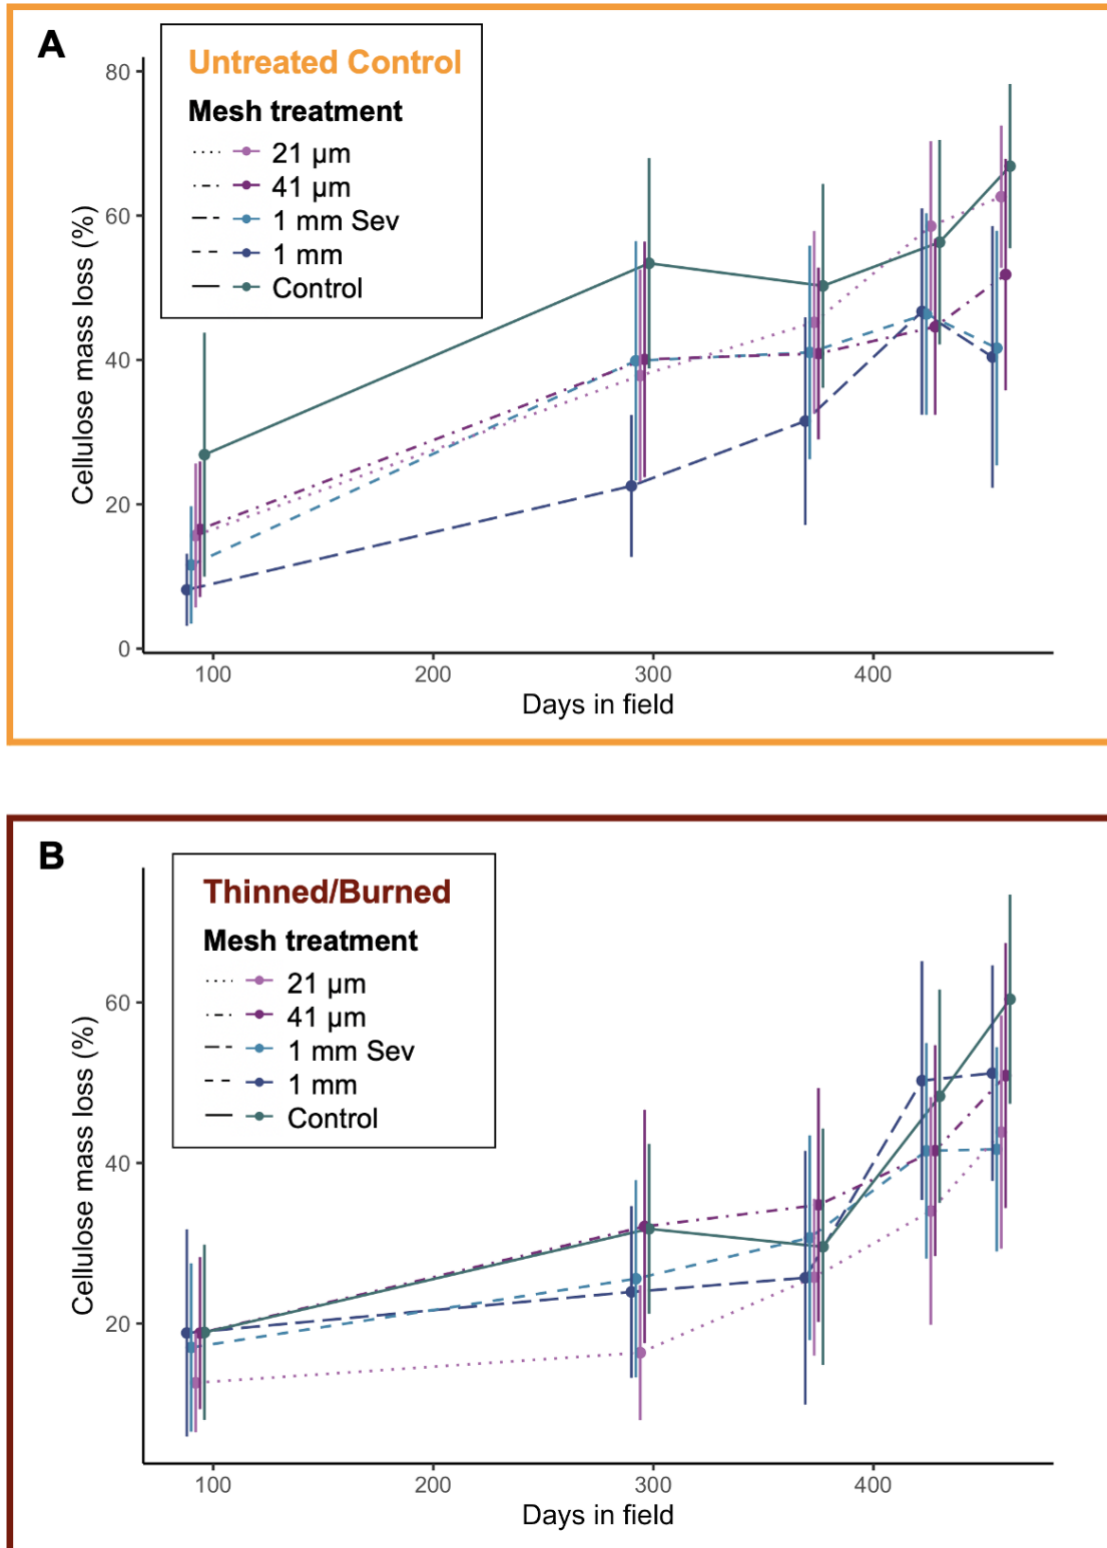 A
Untreated Control
Mesh treatment
21 µm
41 µm
1 mm Sev
1 mm
Control
80
60
40
20
0
Cellulose mass loss (%)
100 200 300 400
Days in field
B
Thinned/Burned
Mesh treatment
21 µm
41 µm
1 mm Sev
1 mm
Control
60
40
20
Cellulose mass loss (%)
100 200 300 400
Days in field